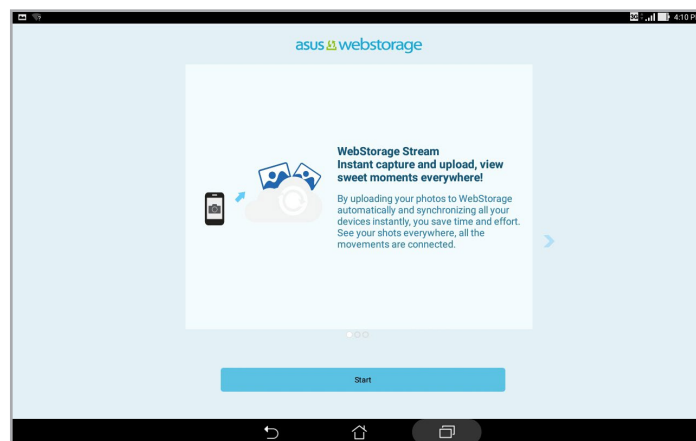 3G 4:10 P
asus webstorage
WebStorage Stream
Instant capture and upload, view
sweet moments everywhere!
By uploading your photos to WebStorage
automatically and synchronizing all your
devices instantly, you save time and effort.
See your shots everywhere, all the
movements are connected.
Start